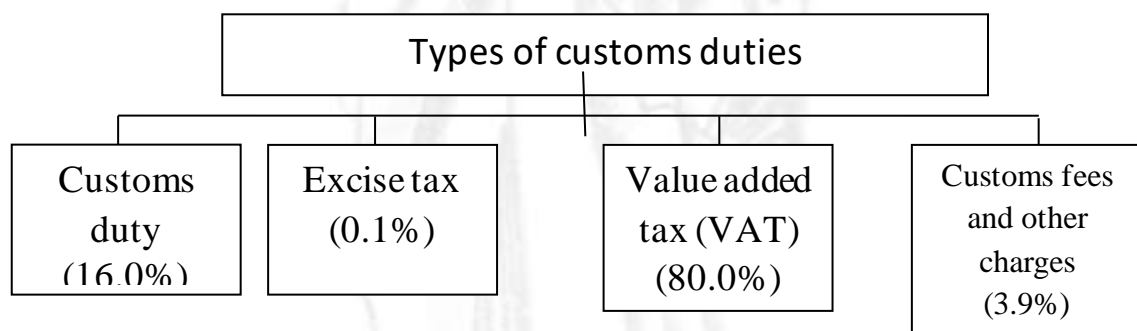 Types of customs duties
Customs
duty
(16.0%)
Excise tax
(0.1%)
Value added
tax (VAT)
(80.0%)
Customs fees
and other
charges
(3.9%)